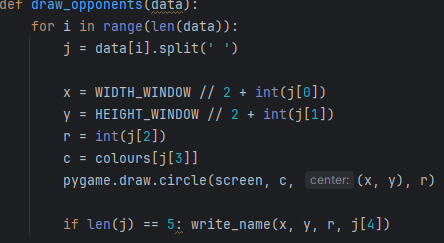 def draw_opponents(data):
    for i in range(len(data)):
        j = data[i].split(' ')

        x = WIDTH_WINDOW // 2 + int(j[0])
        y = HEIGHT_WINDOW // 2 + int(j[1])
        r = int(j[2])
        c = colours[j[3]]
        pygame.draw.circle(screen, c, center: (x, y), r)

        if len(j) == 5: write_name(x, y, r, j[4])